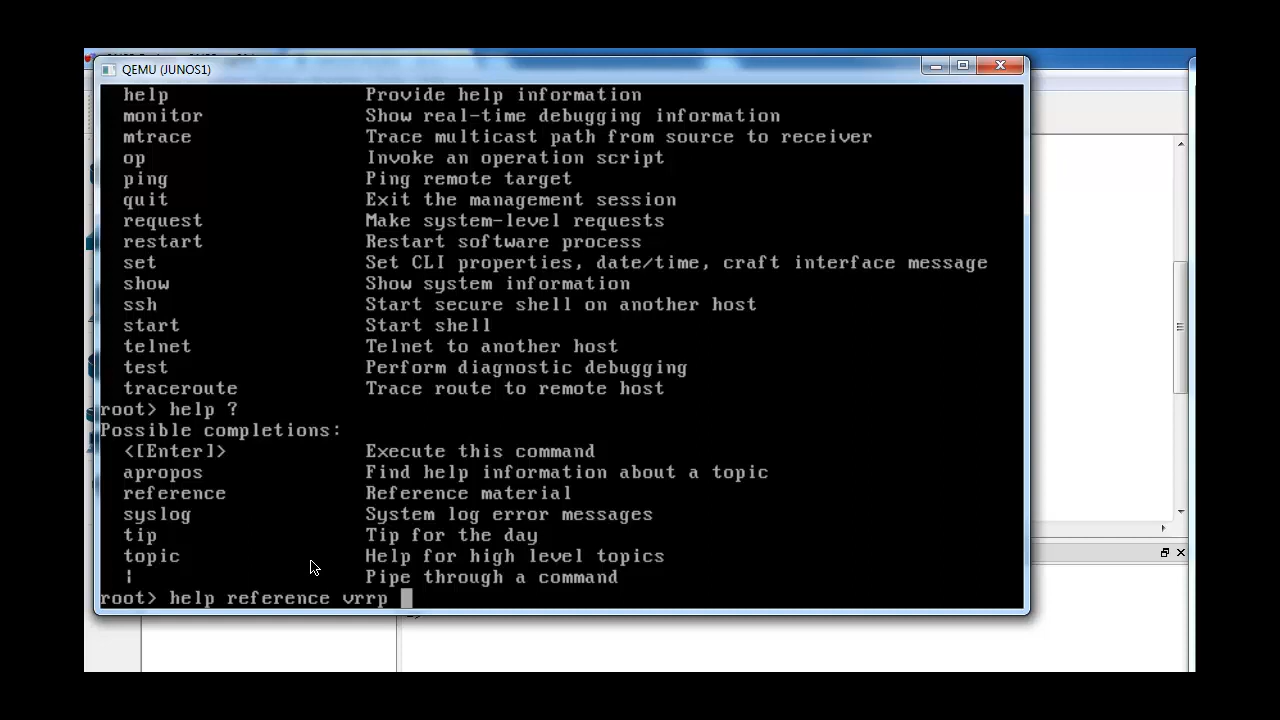 QEMU (JUNOS1)
help Provide help information
monitor Show real-time debugging information
mtrace Trace multicast path from source to receiver
op Invoke an operation script
ping Ping remote target
quit Exit the management session
request Make system-level requests
restart Restart software process
set Set CLI properties, date/time, craft interface message
show Show system information
ssh Start secure shell on another host
start Start shell
telnet Telnet to another host
test Perform diagnostic debugging
traceroute Trace route to remote host
root> help ?
Possible completions:
<[Enter]> Execute this command
apropos Find help information about a topic
reference Reference material
syslog System log error messages
tip Tip for the day
topic Help for high level topics
| Pipe through a command
root> help reference vrrp